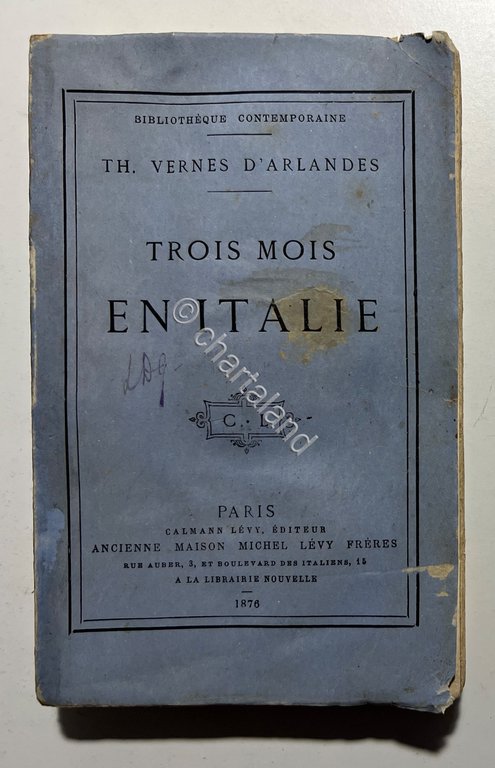 BIBLIOTHÈQUE CONTEMPORAINE
TH. VERNES D'ARLANDES
TROIS MOIS
EN ITALIE
© chartaland
C. L.
PARIS
CALMANN LÉVY, ÉDITEUR
ANCIENNE MAISON MICHEL LÉVY FRÈRES
RUE AUBER, 3, ET BOULEVARD DES ITALIENS, 15
A LA LIBRAIRIE NOUVELLE
1876